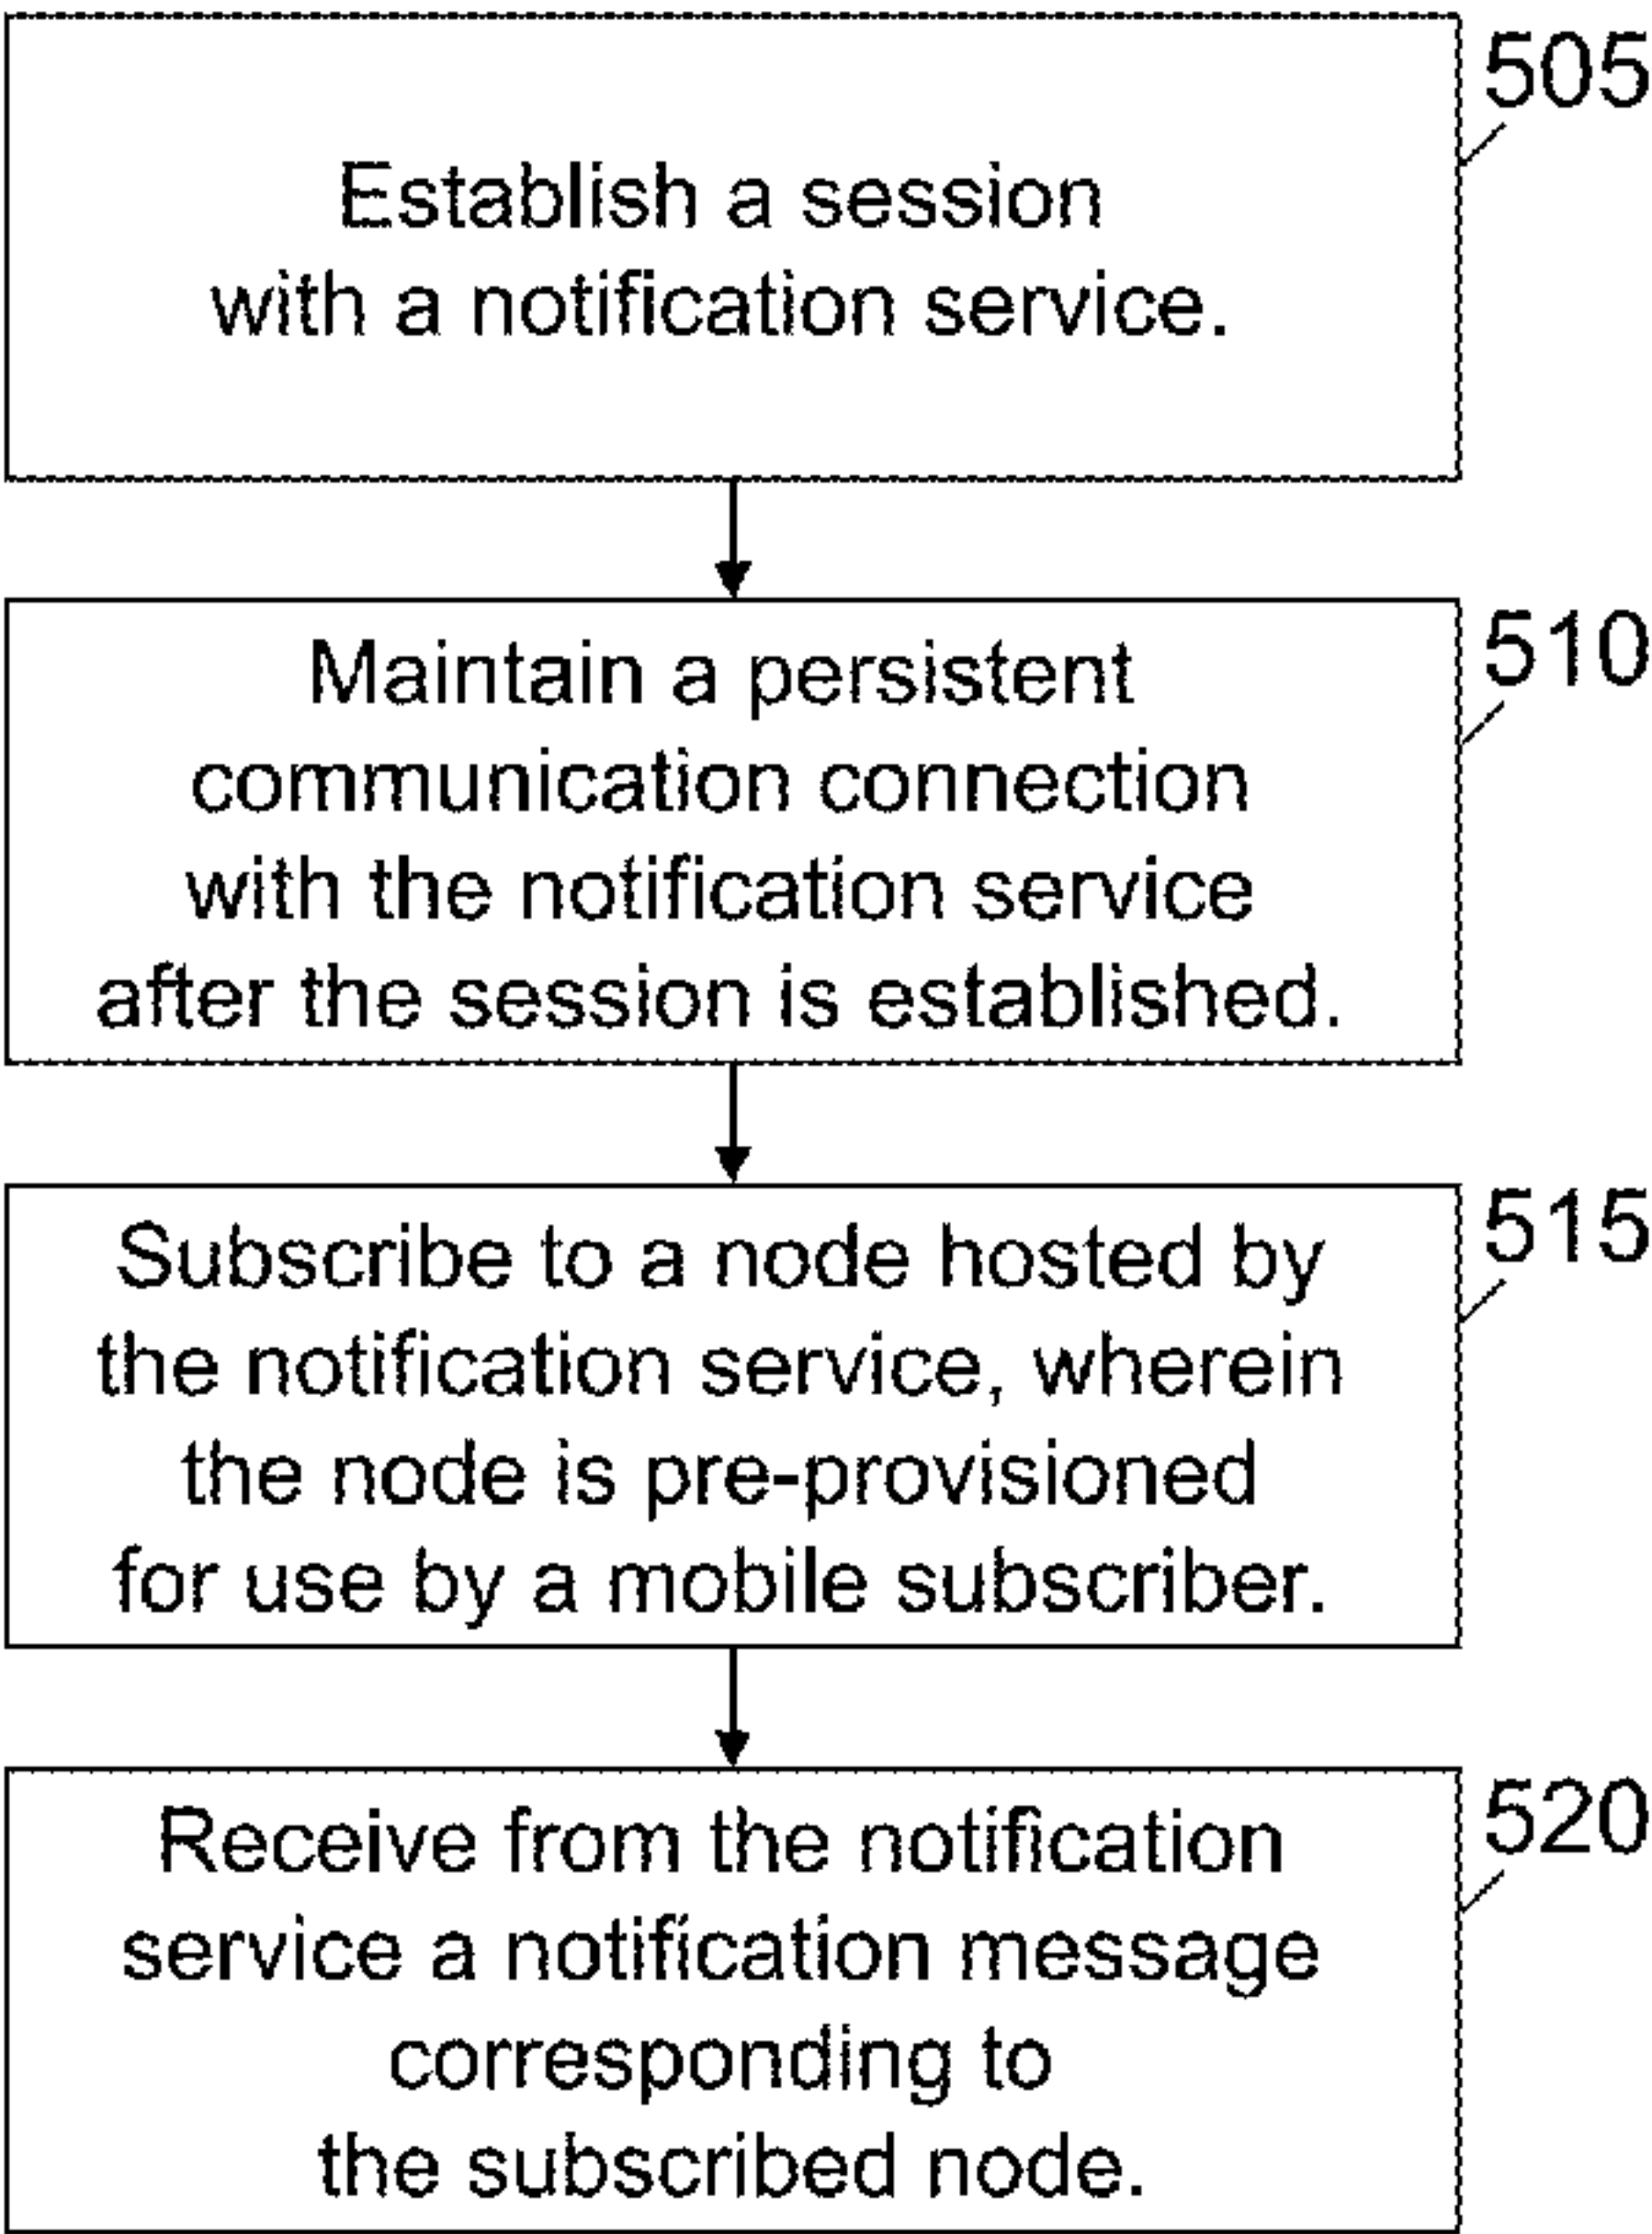 505
Establish a session
with a notification service.
510
Maintain a persistent
communication connection
with the notification service
after the session is established.
515
Subscribe to a node hosted by
the notification service, wherein
the node is pre-provisioned
for use by a mobile subscriber.
520
Receive from the notification
service a notification message
corresponding to
the subscribed node.